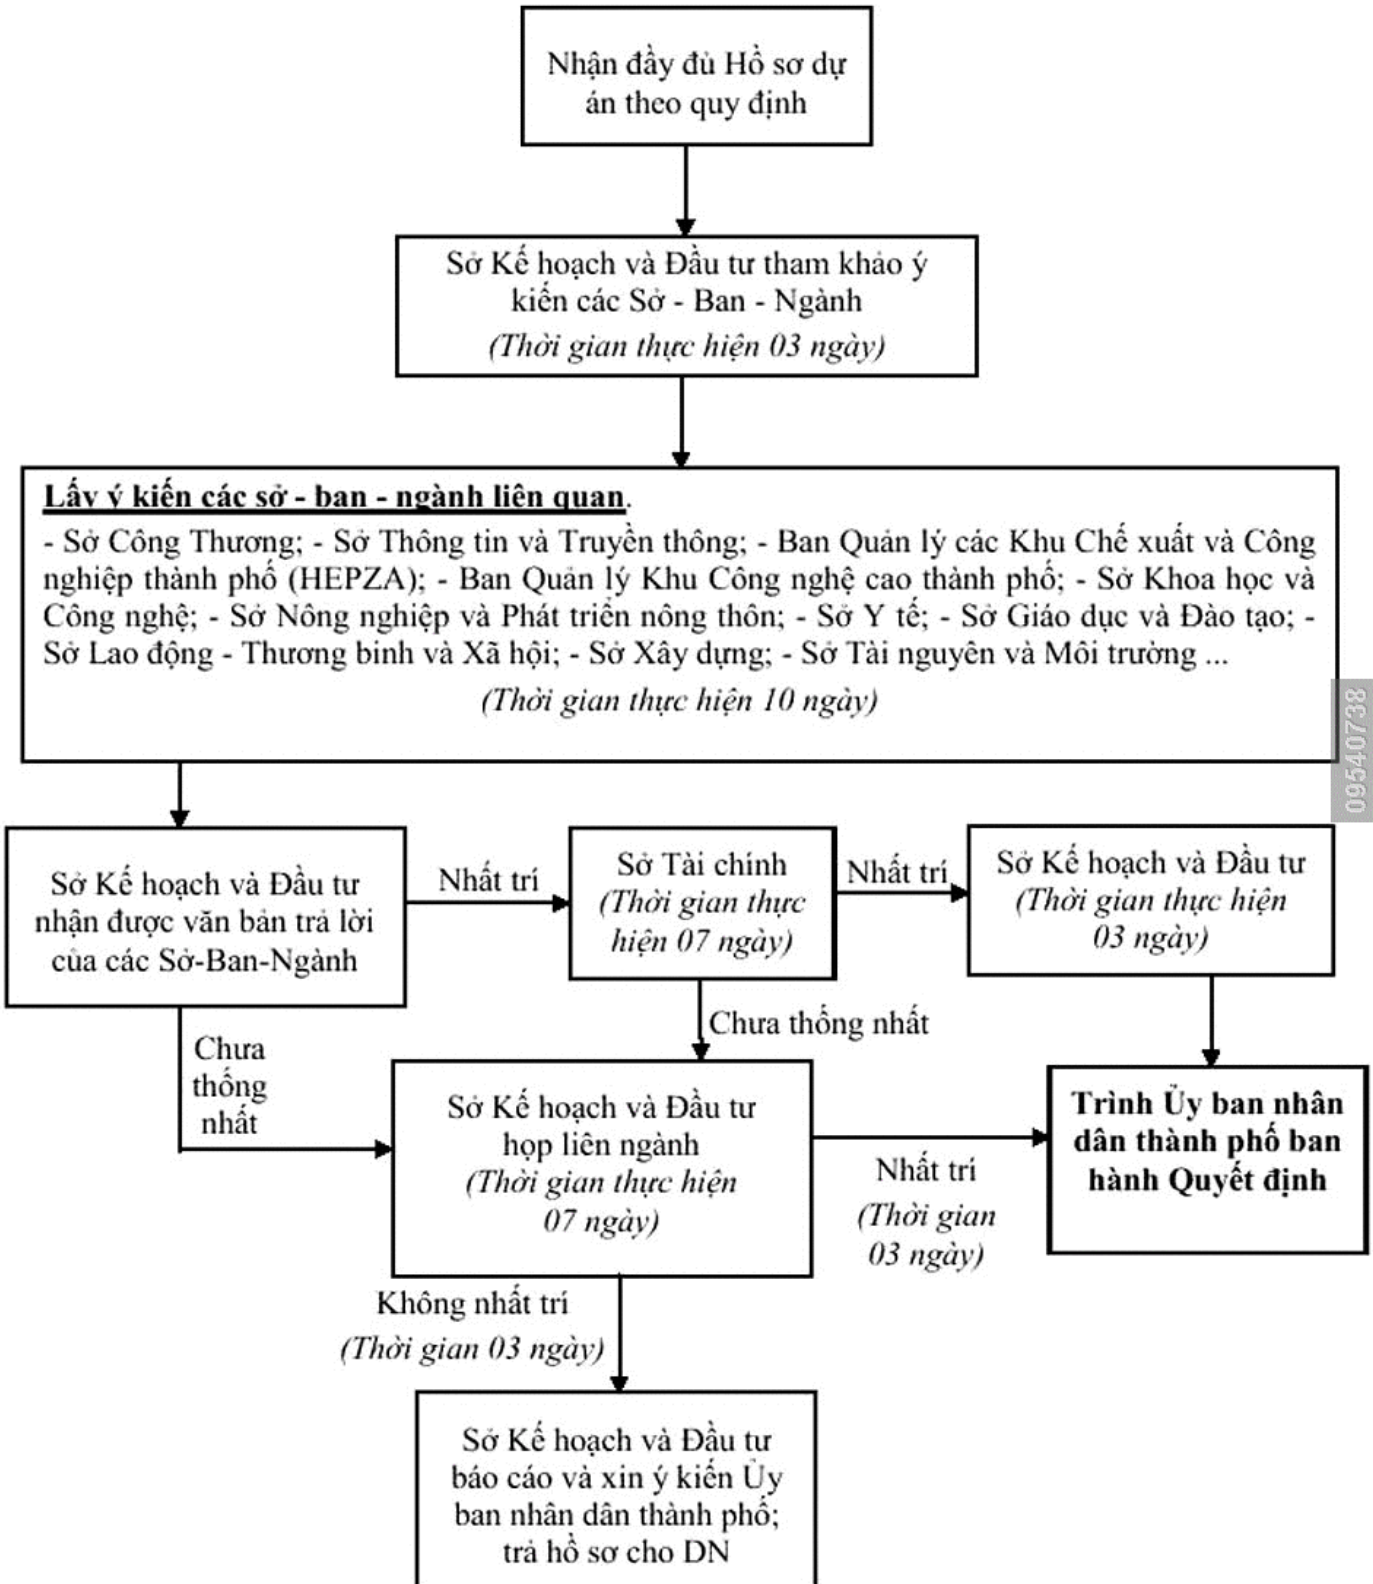 Nhận đầy đủ Hồ sơ dự
án theo quy định
Sở Kế hoạch và Đầu tư tham khảo ý
kiến các Sở - Ban - Ngành
(Thời gian thực hiện 03 ngày)
Lấy ý kiến các sở - ban - ngành liên quan.
- Sở Công Thương; - Sở Thông tin và Truyền thông; - Ban Quản lý các Khu Chế xuất và Công
nghiệp thành phố (HEPZA); - Ban Quản lý Khu Công nghệ cao thành phố; - Sở Khoa học và
Công nghệ; - Sở Nông nghiệp và Phát triển nông thôn; - Sở Y tế; - Sở Giáo dục và Đào tạo; -
Sở Lao động - Thương binh và Xã hội; - Sở Xây dựng; - Sở Tài nguyên và Môi trường ...
(Thời gian thực hiện 10 ngày)
09540738
Sở Kế hoạch và Đầu tư
nhận được văn bản trả lời
của các Sở-Ban-Ngành
Nhất trí
Sở Tài chính
(Thời gian thực
hiện 07 ngày)
Nhất trí
Sở Kế hoạch và Đầu tư
(Thời gian thực hiện
03 ngày)
Chưa
thống
nhất
Chưa thống nhất
Sở Kế hoạch và Đầu tư
họp liên ngành
(Thời gian thực hiện
07 ngày)
Nhất trí
(Thời gian
03 ngày)
Trình Ủy ban nhân
dân thành phố ban
hành Quyết định
Không nhất trí
(Thời gian 03 ngày)
Sở Kế hoạch và Đầu tư
báo cáo và xin ý kiến Ủy
ban nhân dân thành phố;
trả hồ sơ cho DN